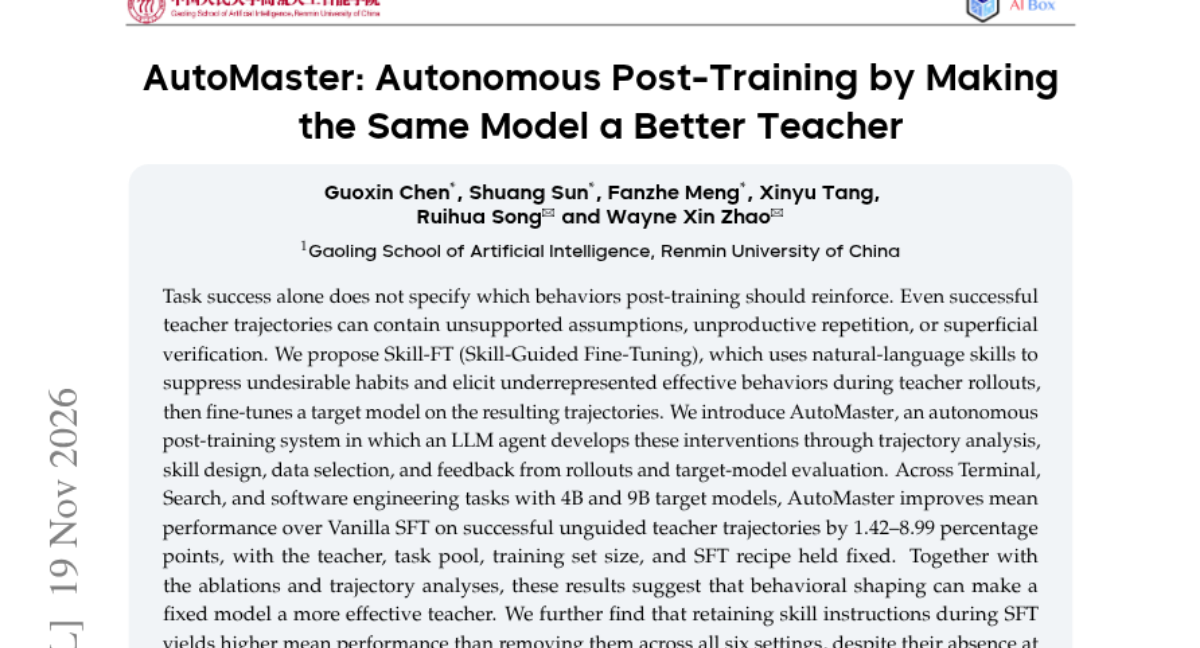 Gaoling School of Artificial Intelligence, Renmin University of China
AI Box
AutoMaster: Autonomous Post-Training by Making
the Same Model a Better Teacher
Guoxin Chen*, Shuang Sun*, Fanzhe Meng*, Xinyu Tang,
Ruihua Song✉ and Wayne Xin Zhao✉
1Gaoling School of Artificial Intelligence, Renmin University of China
Task success alone does not specify which behaviors post-training should reinforce. Even successful
teacher trajectories can contain unsupported assumptions, unproductive repetition, or superficial
verification. We propose Skill-FT (Skill-Guided Fine-Tuning), which uses natural-language skills to
suppress undesirable habits and elicit underrepresented effective behaviors during teacher rollouts,
then fine-tunes a target model on the resulting trajectories. We introduce AutoMaster, an autonomous
post-training system in which an LLM agent develops these interventions through trajectory analysis,
skill design, data selection, and feedback from rollouts and target-model evaluation. Across Terminal,
Search, and software engineering tasks with 4B and 9B target models, AutoMaster improves mean
performance over Vanilla SFT on successful unguided teacher trajectories by 1.42–8.99 percentage
points, with the teacher, task pool, training set size, and SFT recipe held fixed. Together with
the ablations and trajectory analyses, these results suggest that behavioral shaping can make a
fixed model a more effective teacher. We further find that retaining skill instructions during SFT
yields higher mean performance than removing them across all six settings, despite their absence at
L] 19 Nov 2026